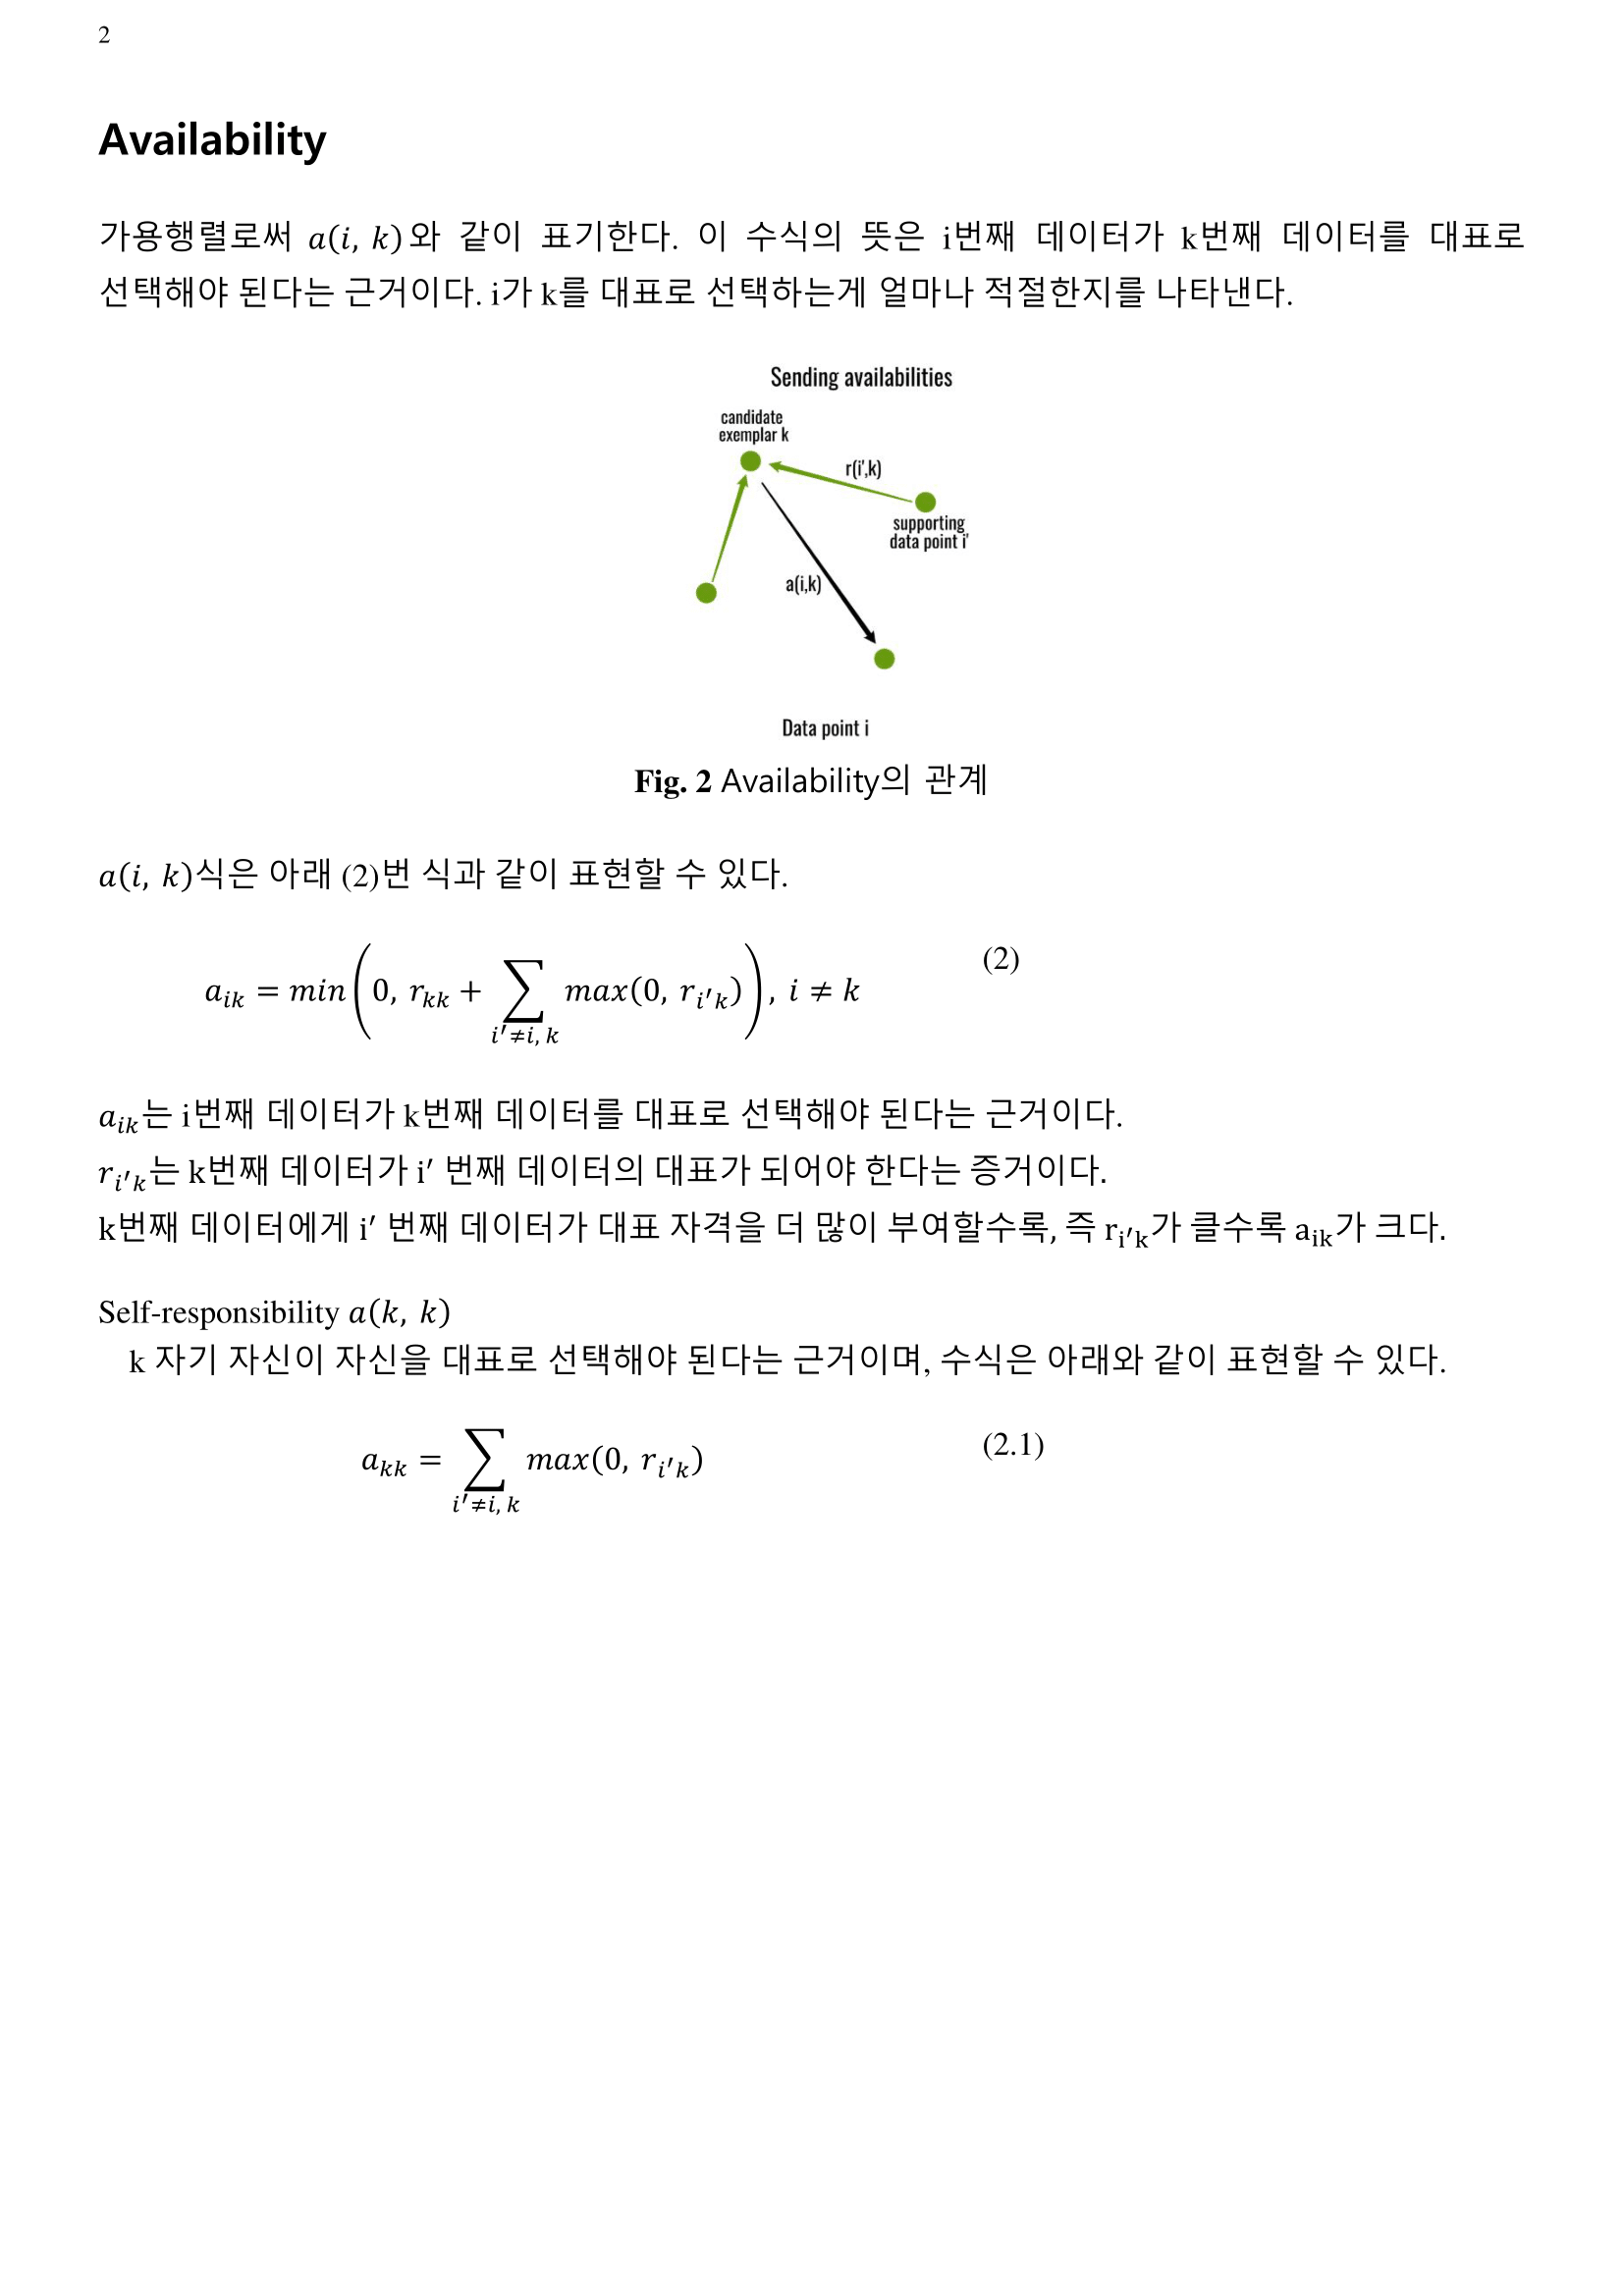 2
Availability
가용행렬로써 a(i, k)와 같이 표기한다. 이 수식의 뜻은 i번째 데이터가 k번째 데이터를 대표로
선택해야 된다는 근거이다. i가 k를 대표로 선택하는게 얼마나 적절한지를 나타낸다.
Sending availabilities
candidate
exemplar k
r(i',k)
supporting
data point i'
a(i,k)
Data point i
Fig. 2 Availability의 관계
a(i, k)식은 아래 (2)번 식과 같이 표현할 수 있다.
a_{ik} = min(0, r_{kk} + ∑_{i′≠i, k} max(0, r_{i′k})), i ≠ k (2)
a_{ik}는 i번째 데이터가 k번째 데이터를 대표로 선택해야 된다는 근거이다.
r_{i′k}는 k번째 데이터가 i′ 번째 데이터의 대표가 되어야 한다는 증거이다.
k번째 데이터에게 i′ 번째 데이터가 대표 자격을 더 많이 부여할수록, 즉 r_{i′k}가 클수록 a_{ik}가 크다.
Self-responsibility a(k, k)
k 자기 자신이 자신을 대표로 선택해야 된다는 근거이며, 수식은 아래와 같이 표현할 수 있다.
a_{kk} = ∑_{i′≠i, k} max(0, r_{i′k}) (2.1)